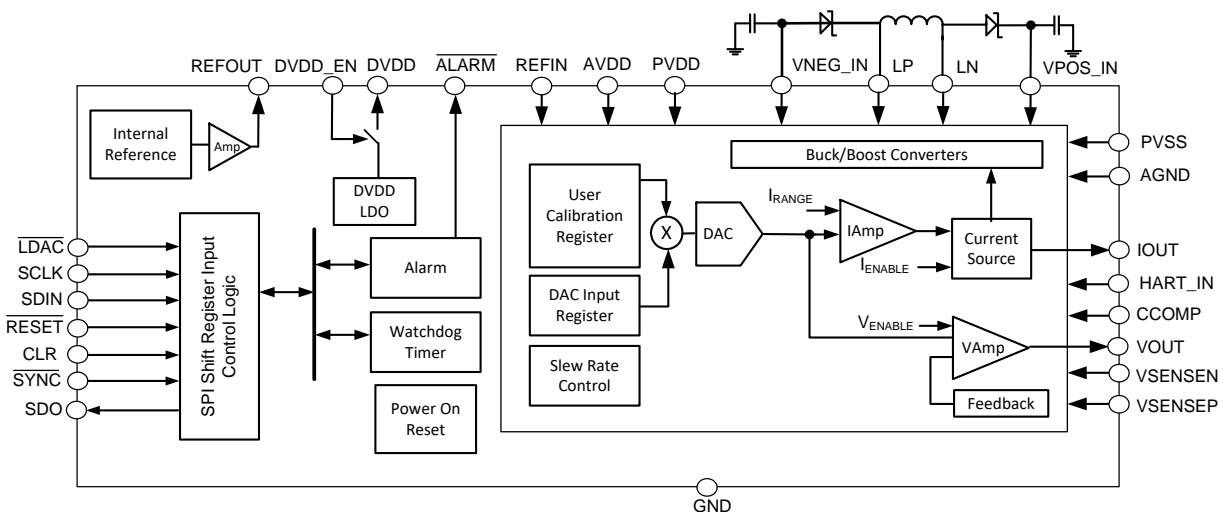 REFOUT
DVDD_EN
DVDD
ALARM
REFIN
AVDD
PVDD
VNEG_IN
LP
LN
VPOS_IN
Internal
Reference
Amp
DVDD
LDO
Buck/Boost Converters
PVSS
AGND
User
Calibration
Register
X
DAC
IRANGE
IAmp
IENABLE
Current
Source
IOUT
HART_IN
CCOMP
VOUT
VSENSEN
VSENSEP
LDAC
SCLK
SDIN
RESET
CLR
SYNC
SDO
SPI Shift Register Input
Control Logic
Alarm
Watchdog
Timer
Power On
Reset
DAC Input
Register
Slew Rate
Control
VENABLE
VAmp
Feedback
GND